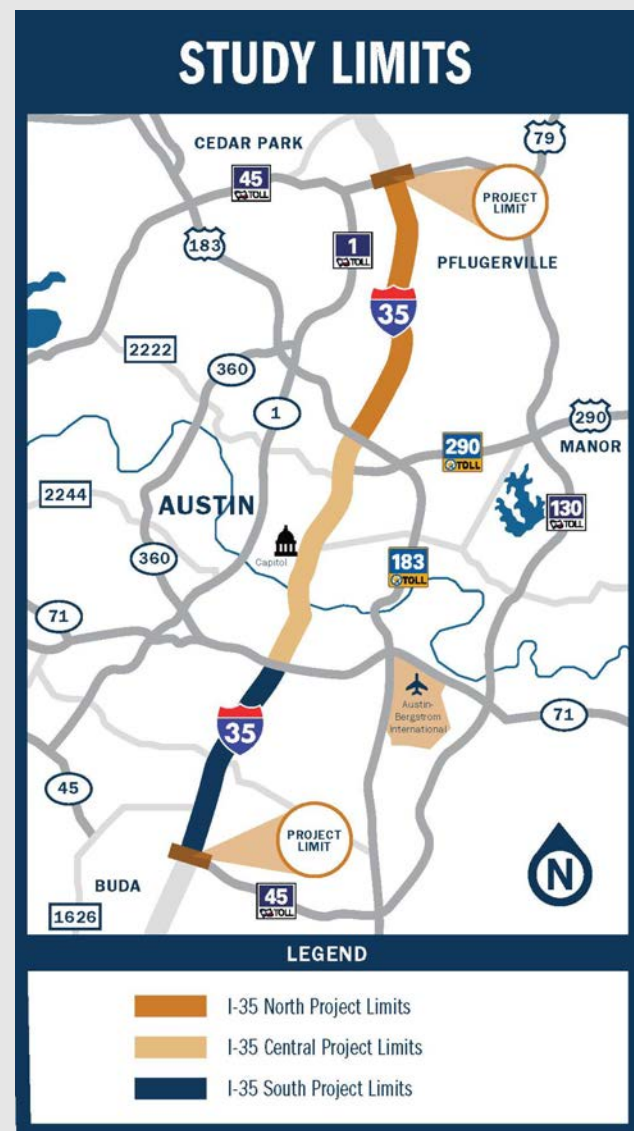 STUDY LIMITS
CEDAR PARK
79
45
TOLL
PROJECT
LIMIT
183
1
TOLL
PFLUGERVILLE
35
2222
360
1
290
290
TOLL
MANOR
2244
AUSTIN
130
TOLL
Capitol
360
183
TOLL
71
Austin-
Bergstrom
International
71
35
45
PROJECT
LIMIT
BUDA
45
TOLL
N
1626
LEGEND
I-35 North Project Limits
I-35 Central Project Limits
I-35 South Project Limits